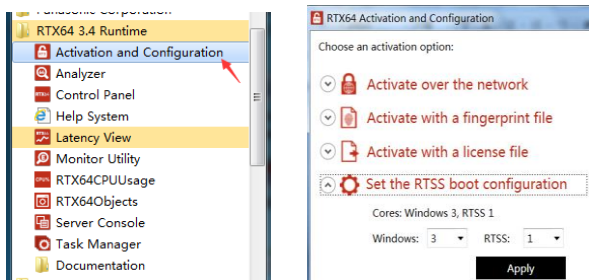 Panasonic Corporation
RTX64 3.4 Runtime
Activation and Configuration
Analyzer
Control Panel
Help System
Latency View
Monitor Utility
RTX64CPUUsage
RTX64Objects
Server Console
Task Manager
Documentation
RTX64 Activation and Configuration
Choose an activation option:
Activate over the network
Activate with a fingerprint file
Activate with a license file
Set the RTSS boot configuration
Cores: Windows 3, RTSS 1
Windows: 3 RTSS: 1
Apply